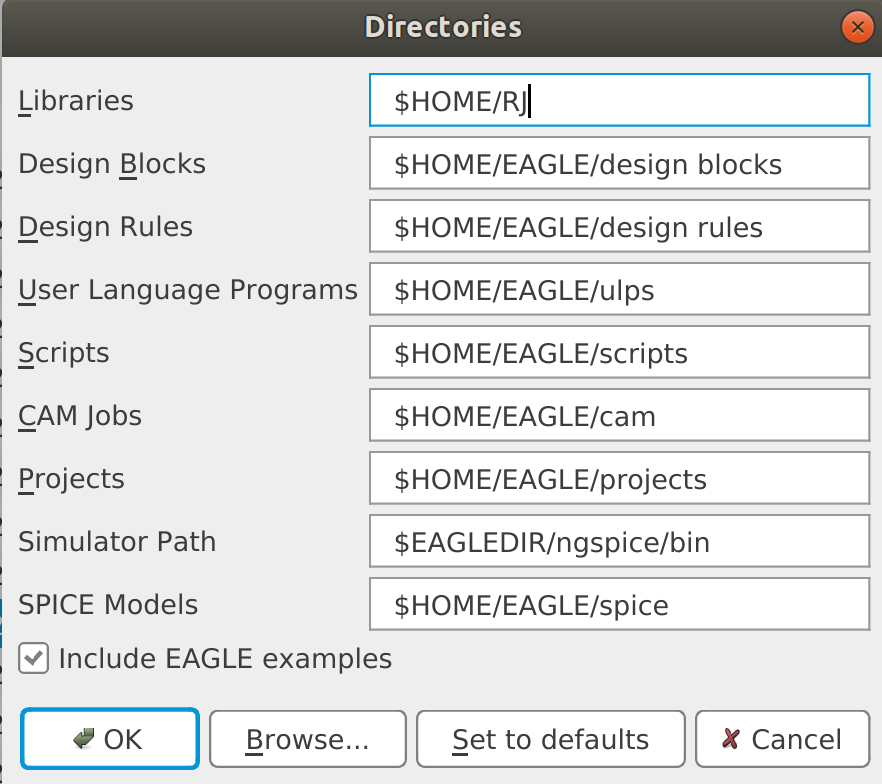 Directories
Libraries $HOME/RJ
Design Blocks $HOME/EAGLE/design blocks
Design Rules $HOME/EAGLE/design rules
User Language Programs $HOME/EAGLE/ulps
Scripts $HOME/EAGLE/scripts
CAM Jobs $HOME/EAGLE/cam
Projects $HOME/EAGLE/projects
Simulator Path $EAGLEDIR/ngspice/bin
SPICE Models $HOME/EAGLE/spice
Include EAGLE examples
OK Browse... Set to defaults Cancel